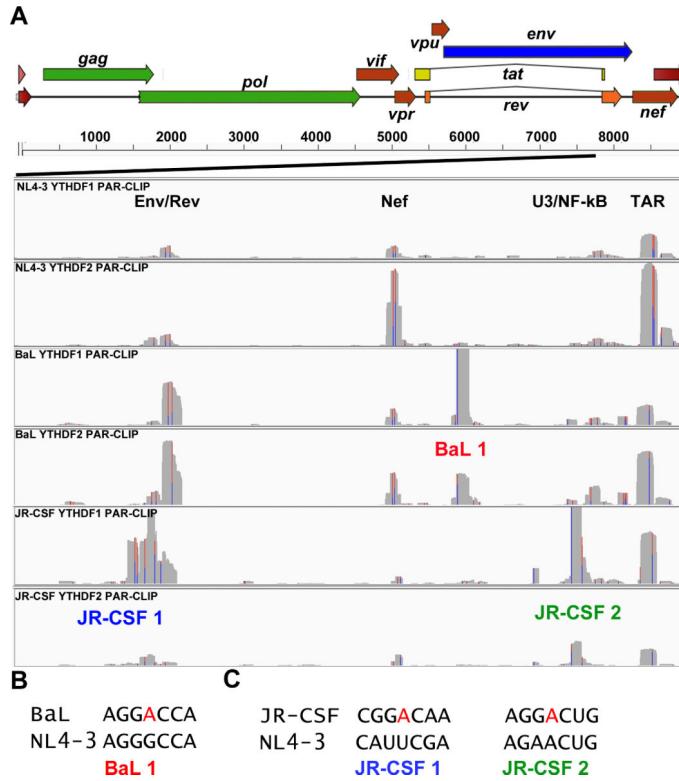 A
env
vpu
gag
vif
tat
pol
vpr
rev
nef
1000 2000 3000 4000 5000 6000 7000 8000
NL4-3 YTHDF1 PAR-CLIP
Env/Rev Nef U3/NF-kB TAR
NL4-3 YTHDF2 PAR-CLIP
BaL YTHDF1 PAR-CLIP
BaL YTHDF2 PAR-CLIP
BaL 1
JR-CSF YTHDF1 PAR-CLIP
JR-CSF YTHDF2 PAR-CLIP
JR-CSF 1 JR-CSF 2
B C
BaL AGGACCA
NL4-3 AGGGCCA
BaL 1
JR-CSF CGGACAA AGGACUG
NL4-3 CAUUCGA AGAACUG
JR-CSF 1 JR-CSF 2